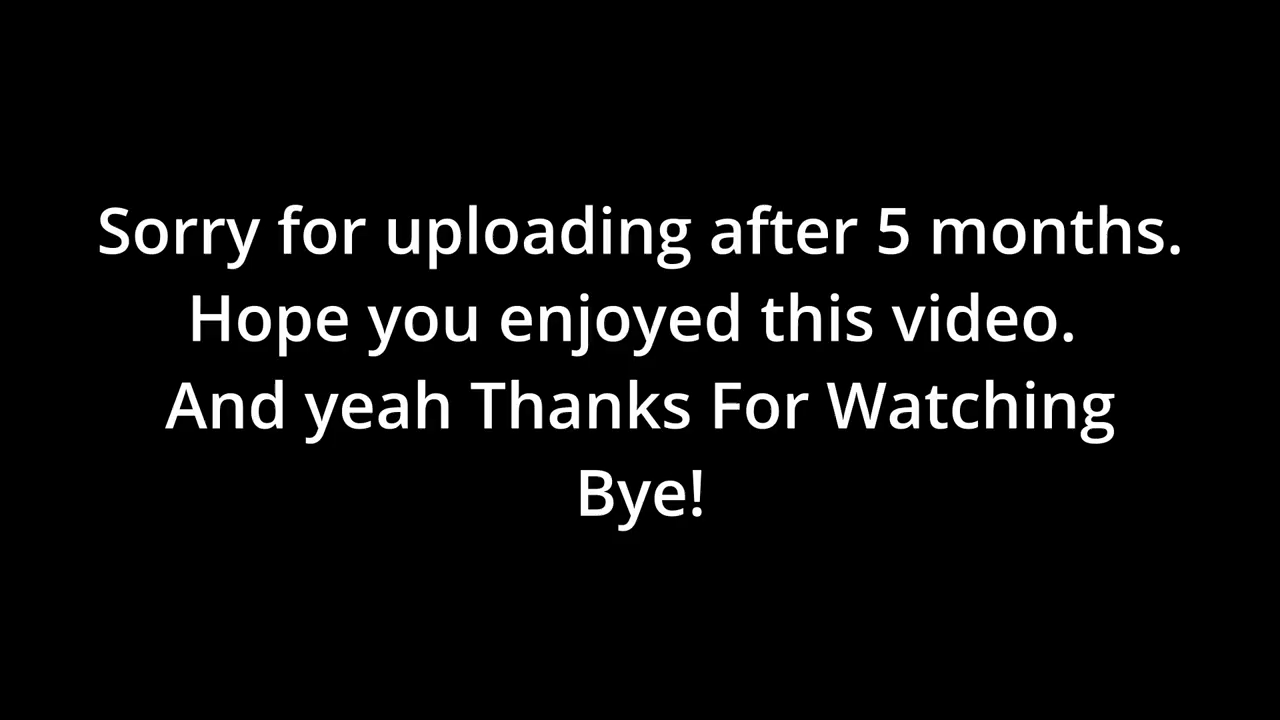 Sorry for uploading after 5 months.
Hope you enjoyed this video.
And yeah Thanks For Watching
Bye!